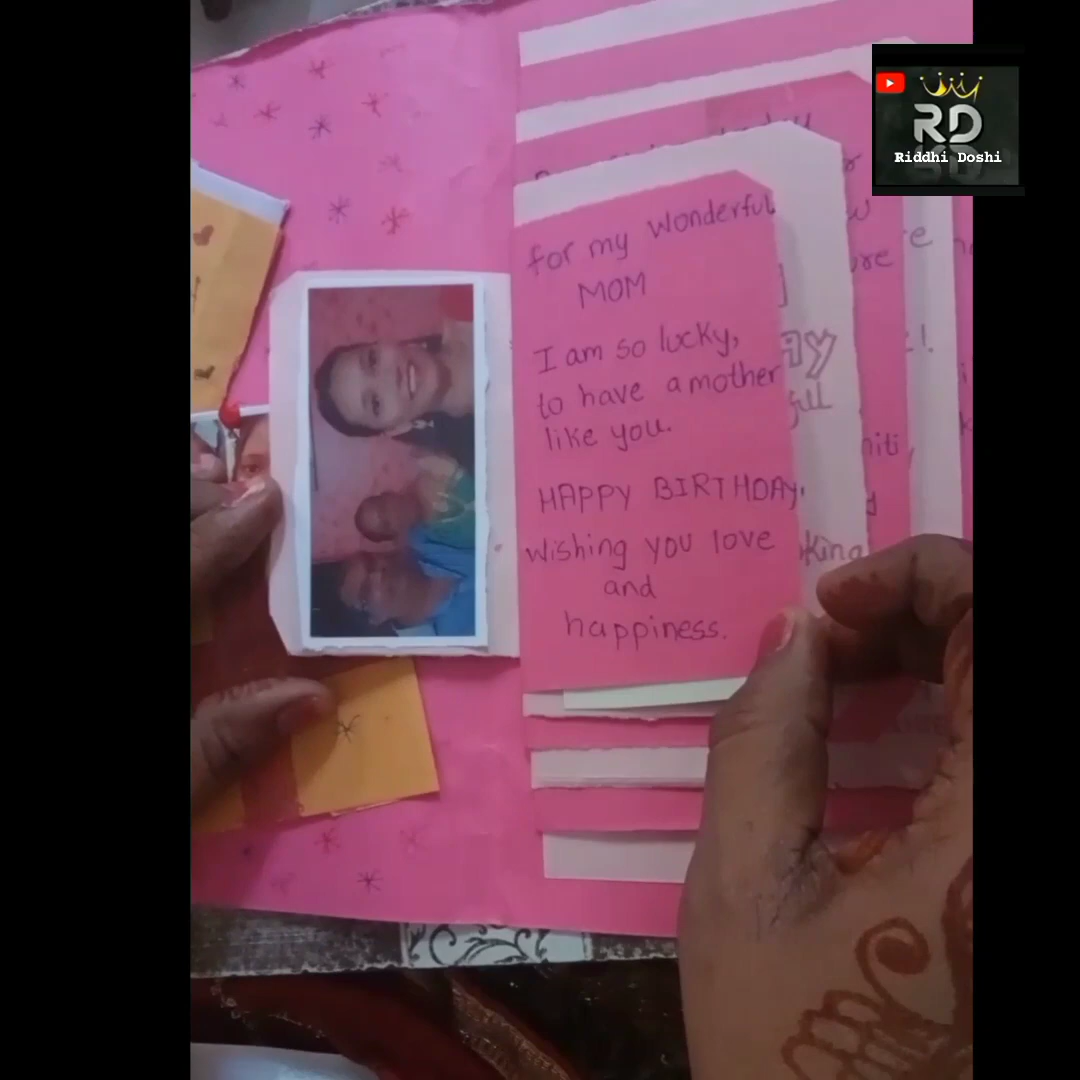 for my wonderful
MOM
I am so lucky,
to have a mother
like you.
HAPPY BIRTHDAY.
Wishing you love
and
happiness.
RD
Riddhi Doshi